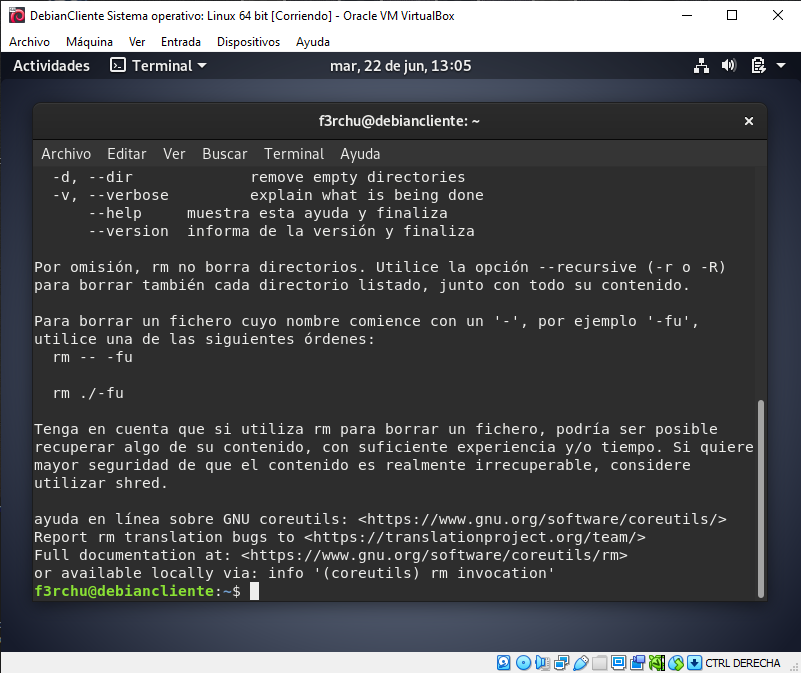 DebianCliente Sistema operativo: Linux 64 bit [Corriendo] - Oracle VM VirtualBox
Archivo Máquina Ver Entrada Dispositivos Ayuda
Actividades Terminal mar, 22 de jun, 13:05
f3rchu@debiancliente: ~
Archivo Editar Ver Buscar Terminal Ayuda
-d, --dir remove empty directories
-v, --verbose explain what is being done
--help muestra esta ayuda y finaliza
--version informa de la versión y finaliza
Por omisión, rm no borra directorios. Utilice la opción --recursive (-r o -R)
para borrar también cada directorio listado, junto con todo su contenido.
Para borrar un fichero cuyo nombre comience con un '-', por ejemplo '-fu',
utilice una de las siguientes órdenes:
rm -- -fu
rm ./-fu
Tenga en cuenta que si utiliza rm para borrar un fichero, podría ser posible
recuperar algo de su contenido, con suficiente experiencia y/o tiempo. Si quiere
mayor seguridad de que el contenido es realmente irrecuperable, considere
utilizar shred.
ayuda en línea sobre GNU coreutils: <https://www.gnu.org/software/coreutils/>
Report rm translation bugs to <https://translationproject.org/team/>
Full documentation at: <https://www.gnu.org/software/coreutils/rm>
or available locally via: info '(coreutils) rm invocation'
f3rchu@debiancliente:~$
CTRL DERECHA